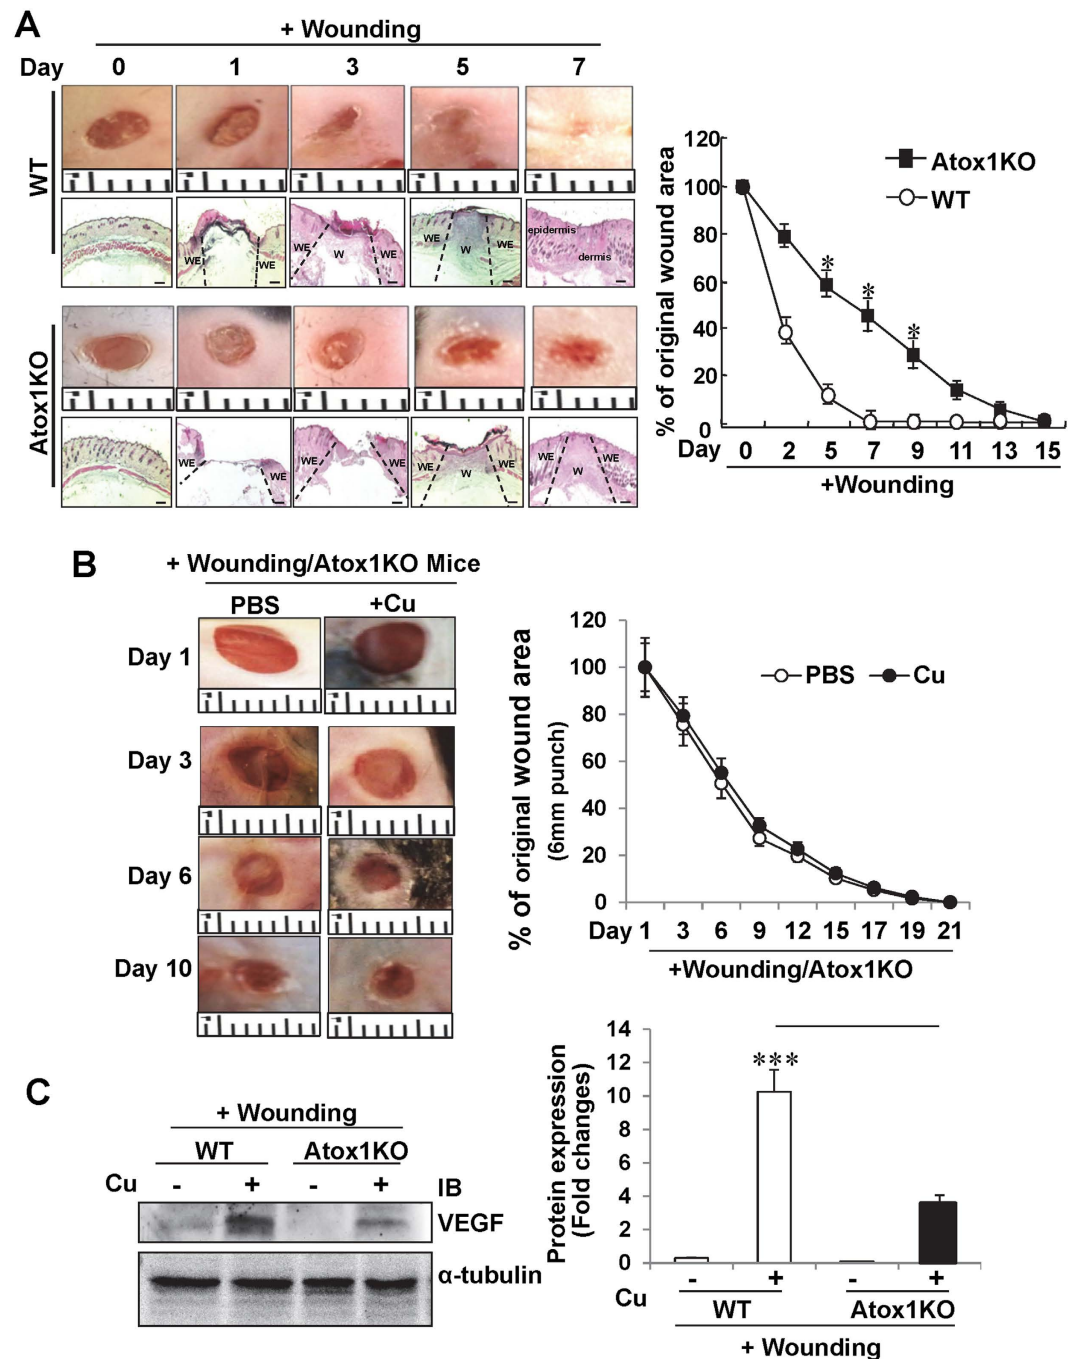 A
+ Wounding
Day 0 1 3 5 7
WT
WE WE
WE W WE
WE W WE
epidermis
dermis
Atox1KO
WE WE
WE WE
WE W WE
WE W WE
% of original wound area
120
100
80
60
40
20
0
Atox1KO
WT
*
*
*
Day 0 2 5 7 9 11 13 15
+Wounding
B
+ Wounding/Atox1KO Mice
PBS +Cu
Day 1
Day 3
Day 6
Day 10
% of original wound area
(6mm punch)
120
100
80
60
40
20
0
PBS Cu
Day 1 3 6 9 12 15 17 19 21
+Wounding/Atox1KO
C
+ Wounding
WT Atox1KO
Cu - + - + IB
VEGF
α-tubulin
Protein expression
(Fold changes)
14
12
10
8
6
4
2
0
***
Cu - + - +
WT Atox1KO
+ Wounding